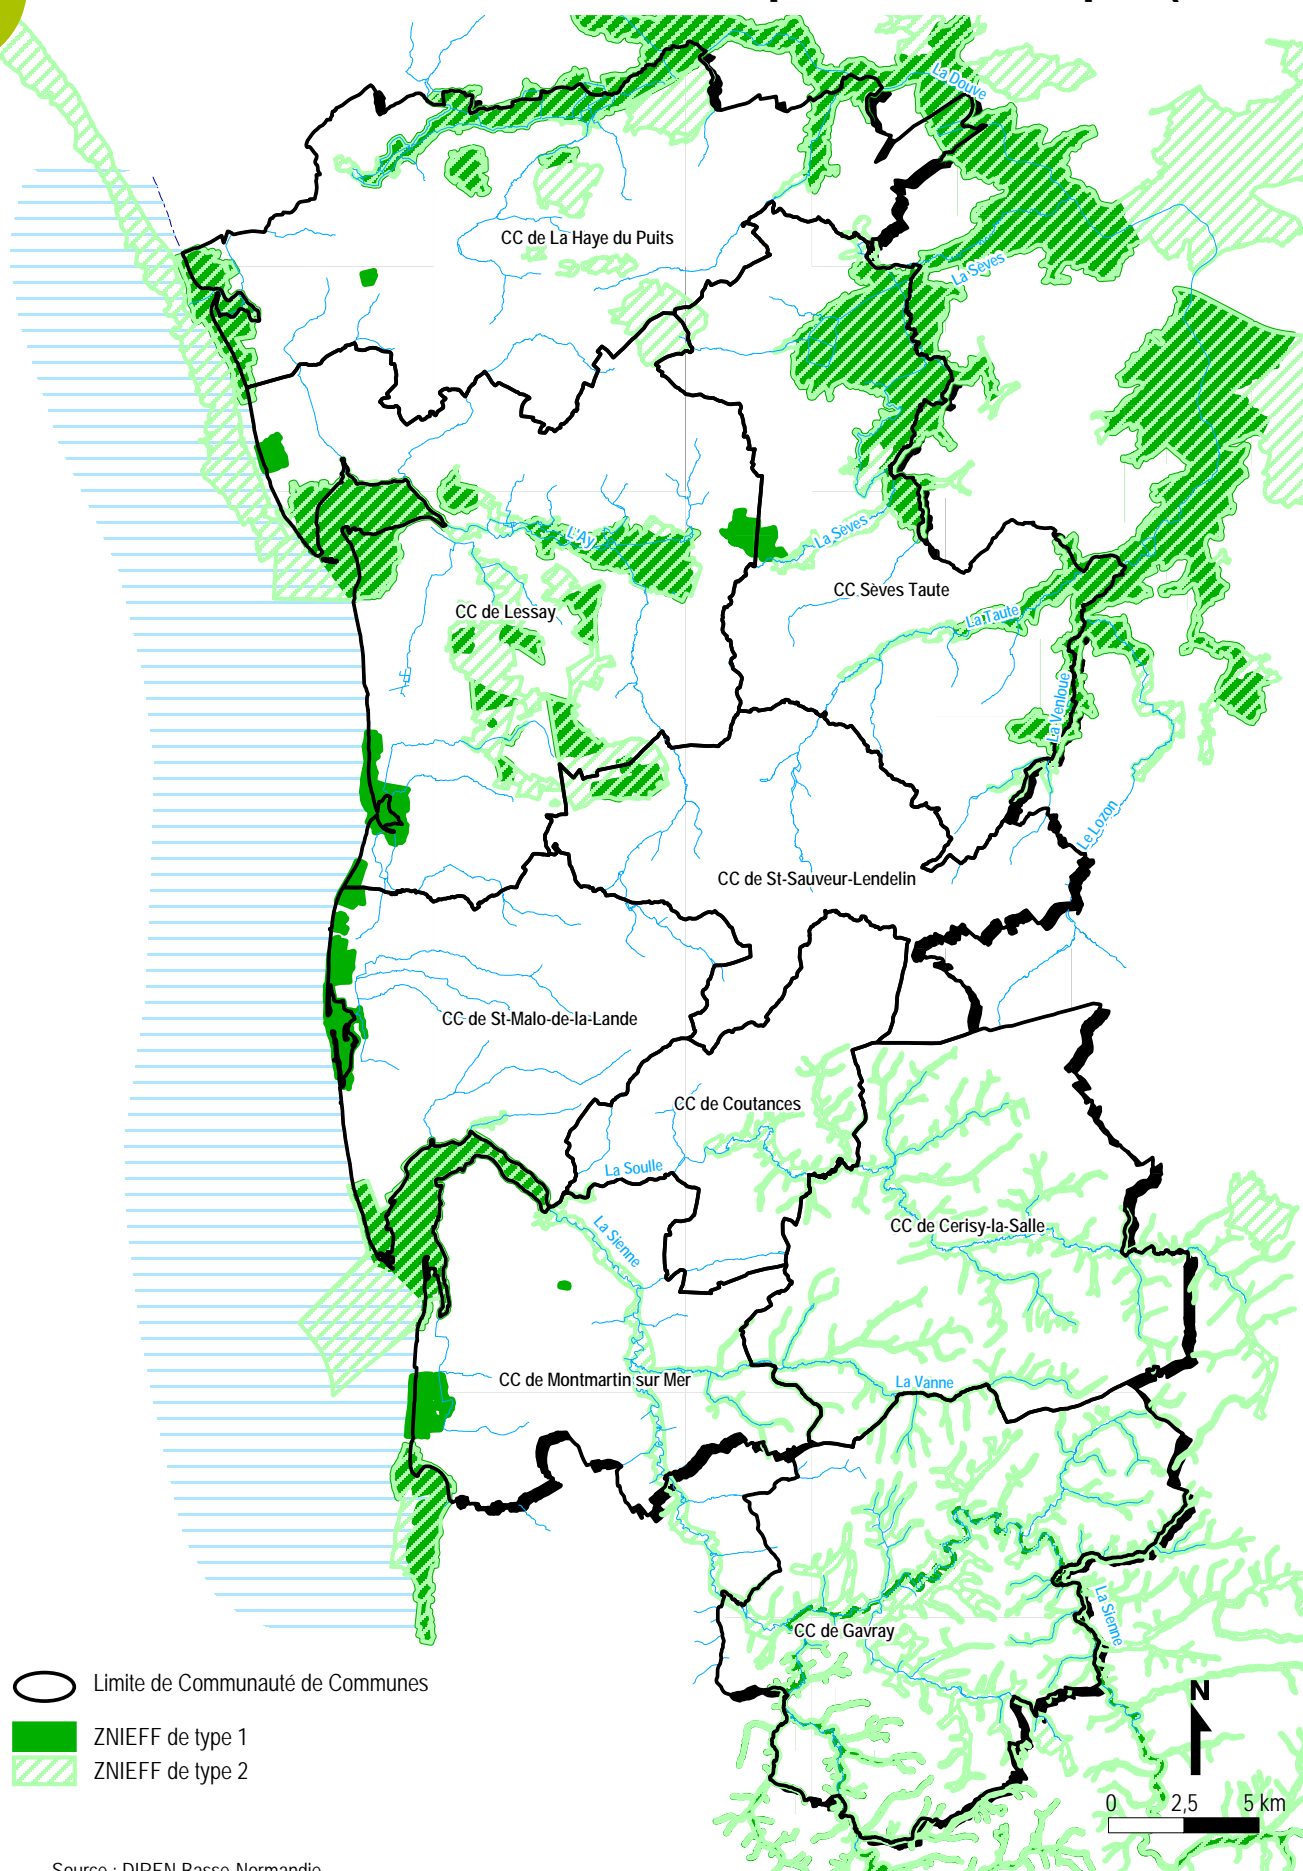 La Douve
CC de La Haye du Puits
La Sèves
L'Ay
La Sèves
CC Sèves Taute
CC de Lessay
La Taute
La Venloue
Le Lozon
CC de St-Sauveur-Lendelin
CC de St-Malo-de-la-Lande
CC de Coutances
La Soulle
La Sienne
CC de Cerisy-la-Salle
CC de Montmartin sur Mer
La Vanne
La Sienne
CC de Gavray
Limite de Communauté de Communes
N
ZNIEFF de type 1
ZNIEFF de type 2
0 2,5 5 km
Source : DIREN Basse-Normandie